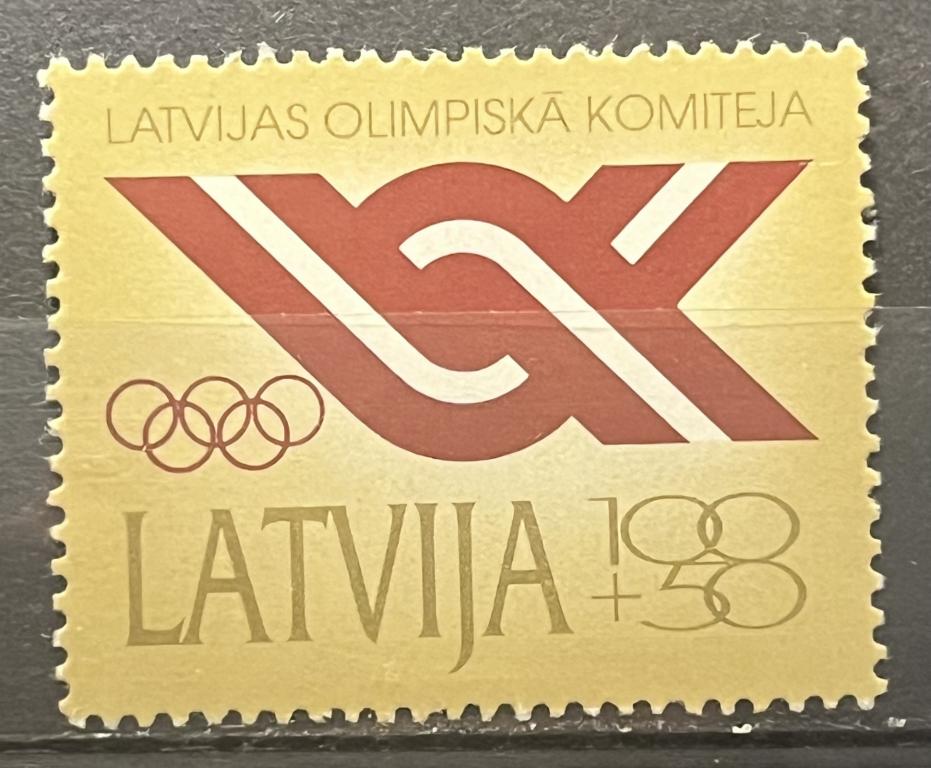 LATVIJAS OLIMPISKĀ KOMITEJA
LATVIJA 100
+50